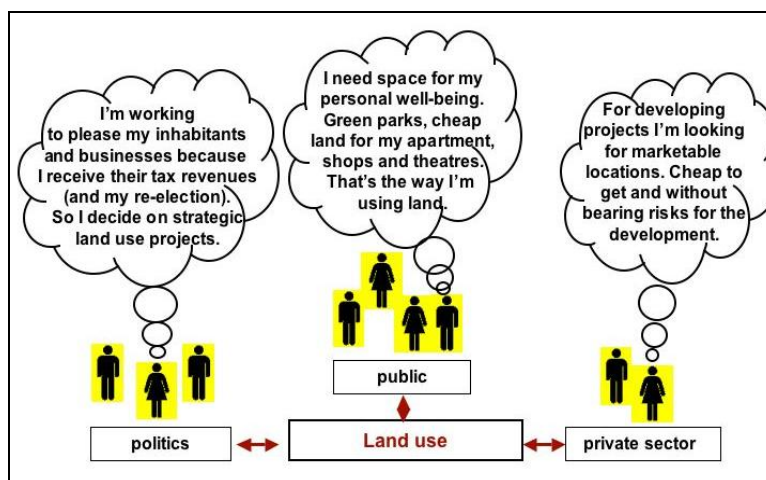 I'm working
to please my inhabitants
and businesses because
I receive their tax revenues
(and my re-election).
So I decide on strategic
land use projects.
I need space for my
personal well-being.
Green parks, cheap
land for my apartment,
shops and theatres.
That's the way I'm
using land.
For developing
projects I'm looking
for marketable
locations. Cheap to
get and without
bearing risks for the
development.
public
politics
Land use
private sector